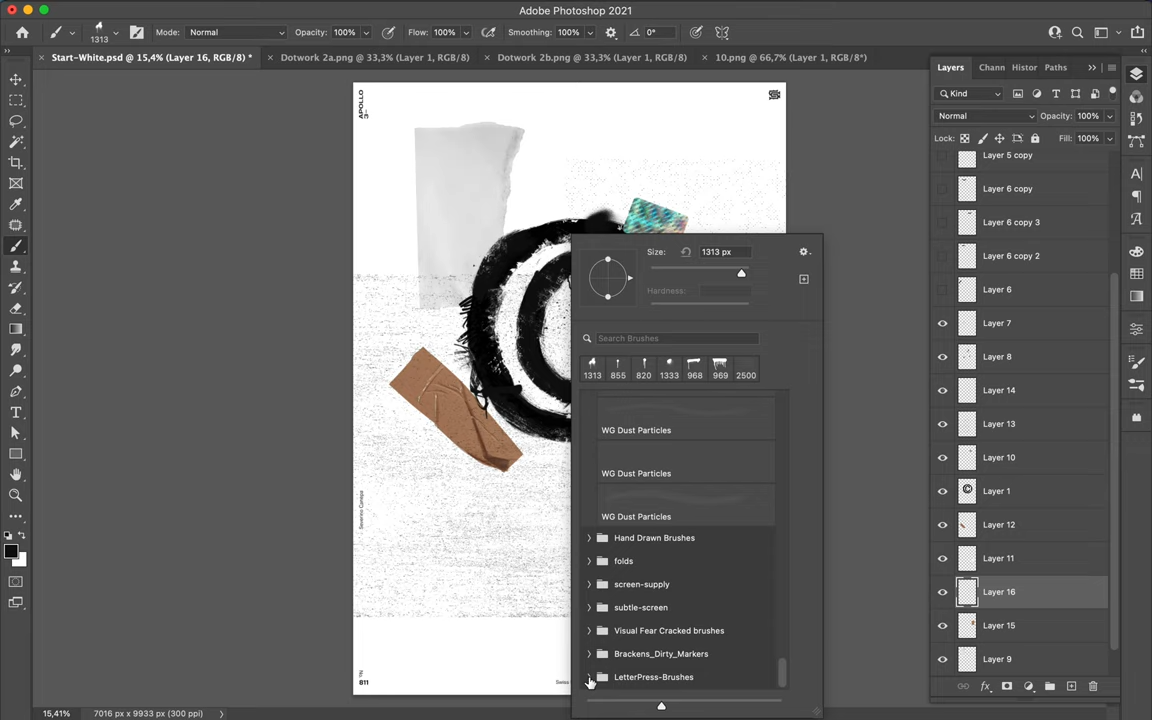 Adobe Photoshop 2021
1313
Mode: Normal
Opacity: 100%
Flow: 100%
Smoothing: 100%
0°
Start-White.psd @ 15,4% (Layer 16, RGB/8) *
Dotwork 2a.png @ 33,3% (Layer 1, RGB/8)
Dotwork 2b.png @ 33,3% (Layer 1, RGB/8)
10.png @ 66,7% (Layer 1, RGB/8*)
Layers
Chann
Histor
Paths
Kind
Normal
Opacity: 100%
Lock:
Fill: 100%
Layer 5 copy
Layer 6 copy
Layer 6 copy 3
Layer 6 copy 2
Layer 6
Layer 7
Layer 8
Layer 14
Layer 13
Layer 10
Layer 1
Layer 12
Layer 11
Layer 16
Layer 15
Layer 9
APOLLO
3—
Size:
1313 px
Hardness:
Search Brushes
1313 855 820 1333 968 969 2500
WG Dust Particles
WG Dust Particles
WG Dust Particles
Hand Drawn Brushes
folds
screen-supply
subtle-screen
Visual Fear Cracked brushes
Brackens_Dirty_Markers
LetterPress-Brushes
811
Swiss
15,41%
7016 px x 9933 px (300 ppi)